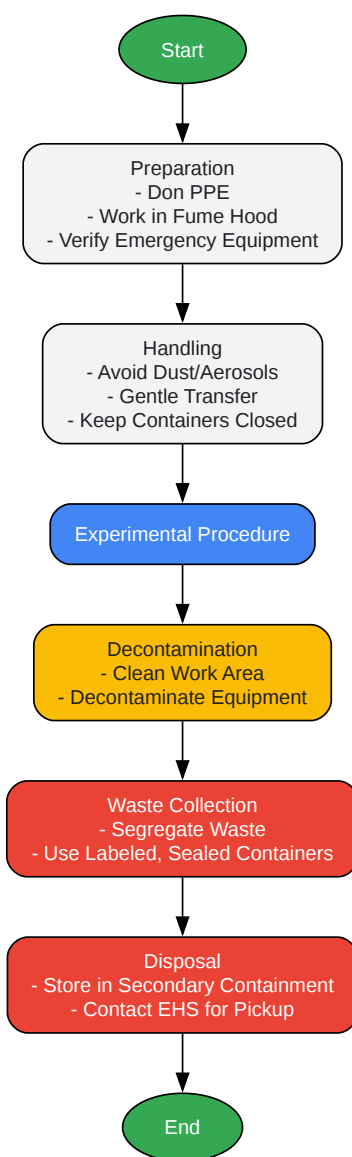 Start
Preparation
- Don PPE
- Work in Fume Hood
- Verify Emergency Equipment
Handling
- Avoid Dust/Aerosols
- Gentle Transfer
- Keep Containers Closed
Experimental Procedure
Decontamination
- Clean Work Area
- Decontaminate Equipment
Waste Collection
- Segregate Waste
- Use Labeled, Sealed Containers
Disposal
- Store in Secondary Containment
- Contact EHS for Pickup
End